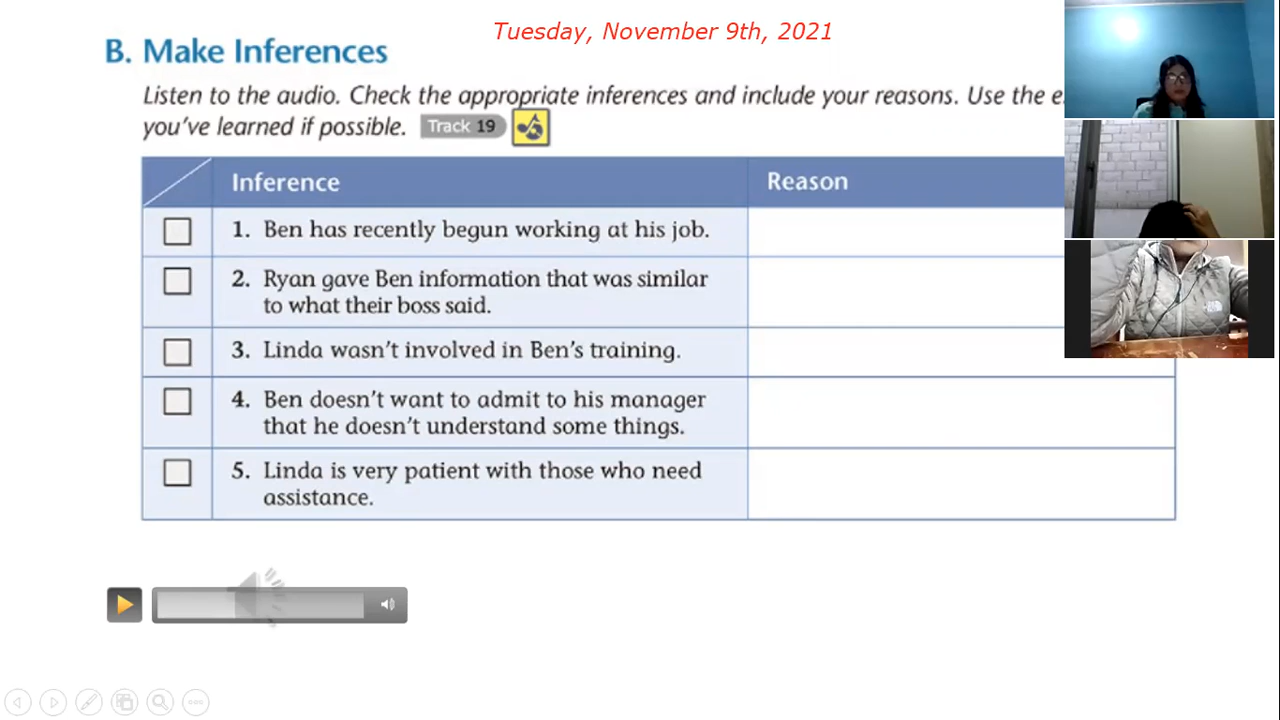 Tuesday, November 9th, 2021
B. Make Inferences
Listen to the audio. Check the appropriate inferences and include your reasons. Use the
you've learned if possible. Track 19
Inference
Reason
1. Ben has recently begun working at his job.
2. Ryan gave Ben information that was similar
to what their boss said.
3. Linda wasn't involved in Ben's training.
4. Ben doesn't want to admit to his manager
that he doesn't understand some things.
5. Linda is very patient with those who need
assistance.